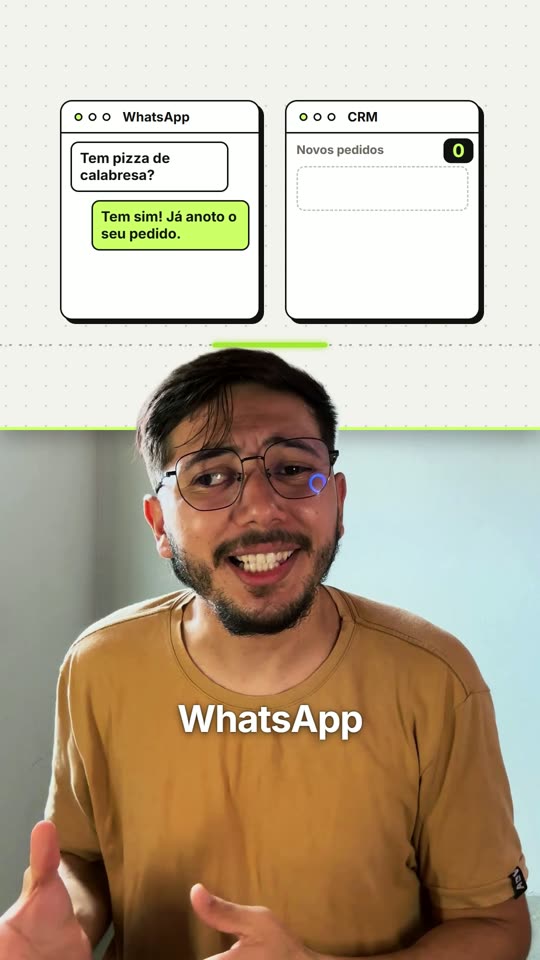 WhatsApp
Tem pizza de
calabresa?
Tem sim! Já anoto o
seu pedido.
CRM
Novos pedidos
0
WhatsApp